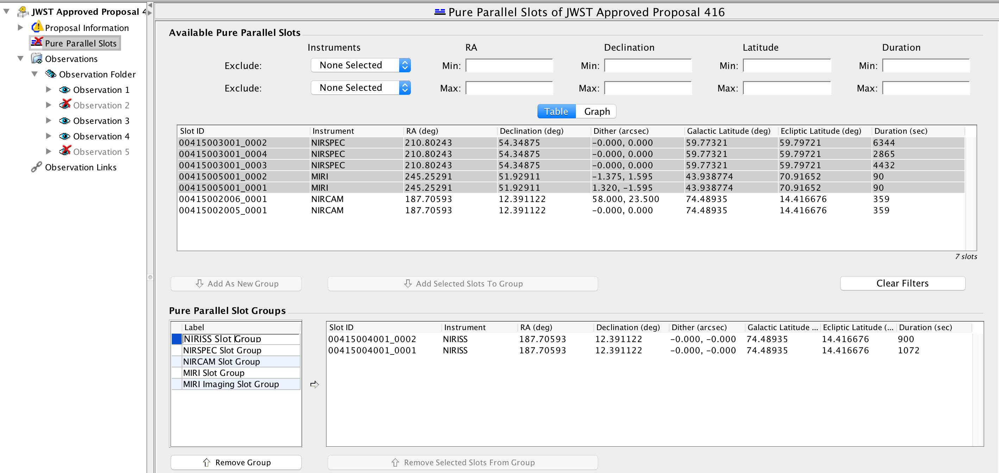 JWST Approved Proposal 4
Proposal Information
Pure Parallel Slots
Observations
Observation Folder
Observation 1
Observation 2
Observation 3
Observation 4
Observation 5
Observation Links
Pure Parallel Slots of JWST Approved Proposal 416
Available Pure Parallel Slots
Instruments RA Declination Latitude Duration
Exclude: None Selected Min: Min: Min: Min:
Exclude: None Selected Max: Max: Max: Max:
Table Graph
Slot ID Instrument RA (deg) Declination (deg) Dither (arcsec) Galactic Latitude (deg) Ecliptic Latitude (deg) Duration (sec)
00415003001_0002 NIRSPEC 210.80243 54.34875 -0.000, 0.000 59.77321 59.79721 6344
00415003001_0004 NIRSPEC 210.80243 54.34875 -0.000, 0.000 59.77321 59.79721 2865
00415003001_0003 NIRSPEC 210.80243 54.34875 -0.000, 0.000 59.77321 59.79721 4432
00415005001_0002 MIRI 245.25291 51.92911 -1.375, 1.595 43.938774 70.91652 90
00415005001_0001 MIRI 245.25291 51.92911 1.320, -1.595 43.938774 70.91652 90
00415002006_0001 NIRCAM 187.70593 12.391122 58.000, 23.500 74.48935 14.416676 359
00415002005_0001 NIRCAM 187.70593 12.391122 -0.000, 0.000 74.48935 14.416676 359
7 slots
Add As New Group Add Selected Slots To Group Clear Filters
Pure Parallel Slot Groups
Label
NIRISS Slot Group
NIRSPEC Slot Group
NIRCAM Slot Group
MIRI Slot Group
MIRI Imaging Slot Group
Slot ID Instrument RA (deg) Declination (deg) Dither (arcsec) Galactic Latitude ... Ecliptic Latitude (... Duration (sec)
00415004001_0002 NIRISS 187.70593 12.391122 -0.000, -0.000 74.48935 14.416676 900
00415004001_0001 NIRISS 187.70593 12.391122 -0.000, -0.000 74.48935 14.416676 1072
Remove Group Remove Selected Slots From Group